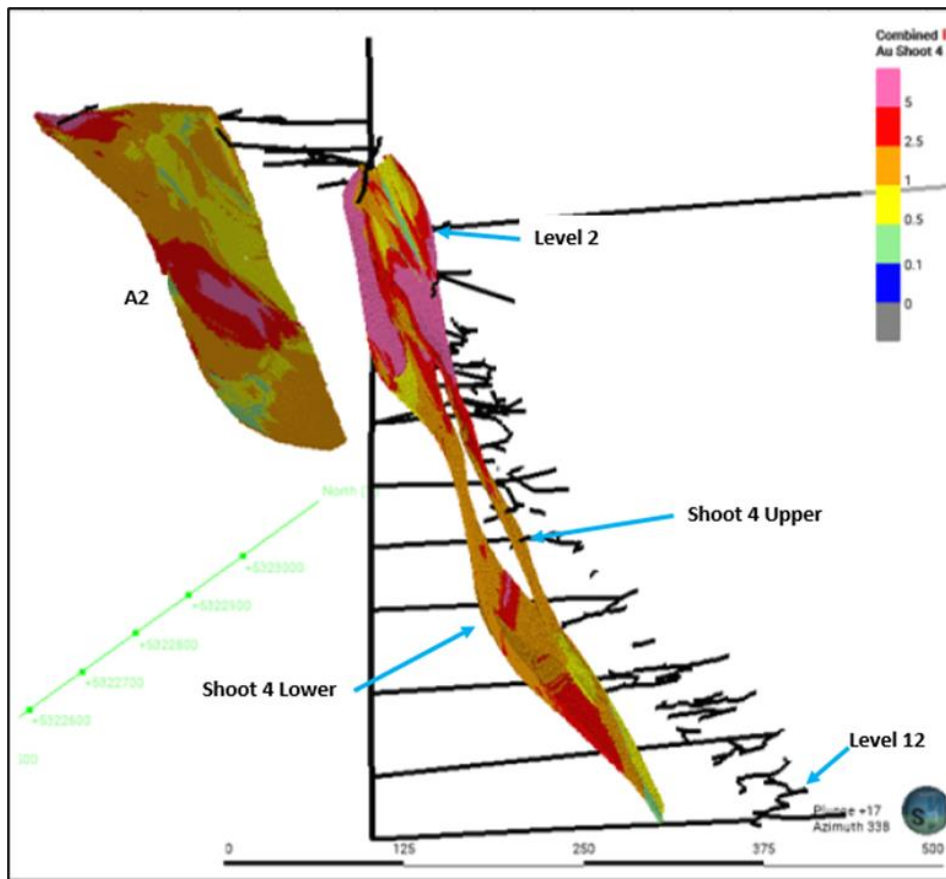 Combined
Au Shoot 4
5
2.5
1
0.5
0.1
0
Level 2
A2
North
+5323000
+5322900
+5322800
+5322700
+5322600
Shoot 4 Upper
Shoot 4 Lower
Level 12
Plunge +17
Azimuth 338
S
0
125
250
375
500